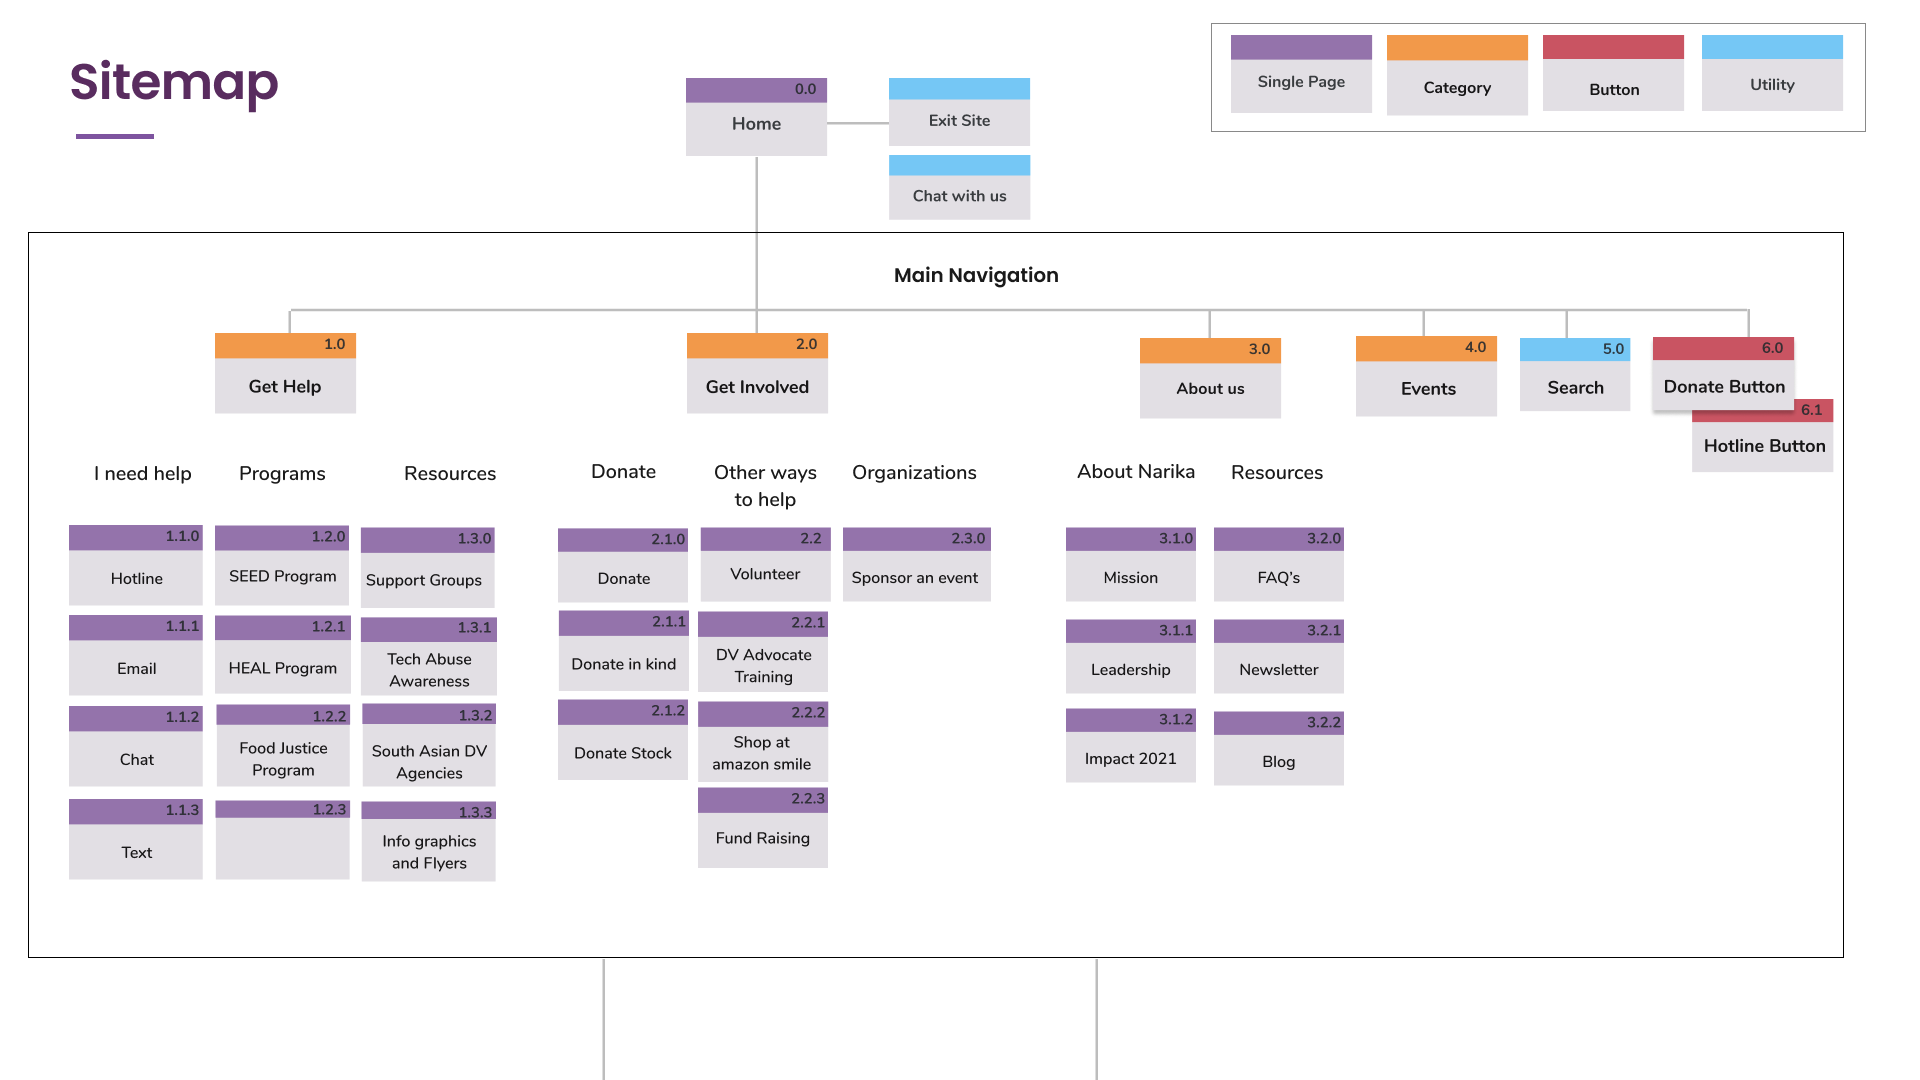 Sitemap
Single Page
Category
Button
Utility
0.0
Home
Exit Site
Chat with us
Main Navigation
1.0
Get Help
2.0
Get Involved
3.0
About us
4.0
Events
5.0
Search
6.0
Donate Button
6.1
Hotline Button
I need help
Programs
Resources
Donate
Other ways
to help
Organizations
About Narika
Resources
1.1.0
Hotline
1.1.1
Email
1.1.2
Chat
1.1.3
Text
1.2.0
SEED Program
1.2.1
HEAL Program
1.2.2
Food Justice
Program
1.2.3
1.3.0
Support Groups
1.3.1
Tech Abuse
Awareness
1.3.2
South Asian DV
Agencies
1.3.3
Info graphics
and Flyers
2.1.0
Donate
2.1.1
Donate in kind
2.1.2
Donate Stock
2.2
Volunteer
2.2.1
DV Advocate
Training
2.2.2
Shop at
amazon smile
2.2.3
Fund Raising
2.3.0
Sponsor an event
3.1.0
Mission
3.1.1
Leadership
3.1.2
Impact 2021
3.2.0
FAQ's
3.2.1
Newsletter
3.2.2
Blog